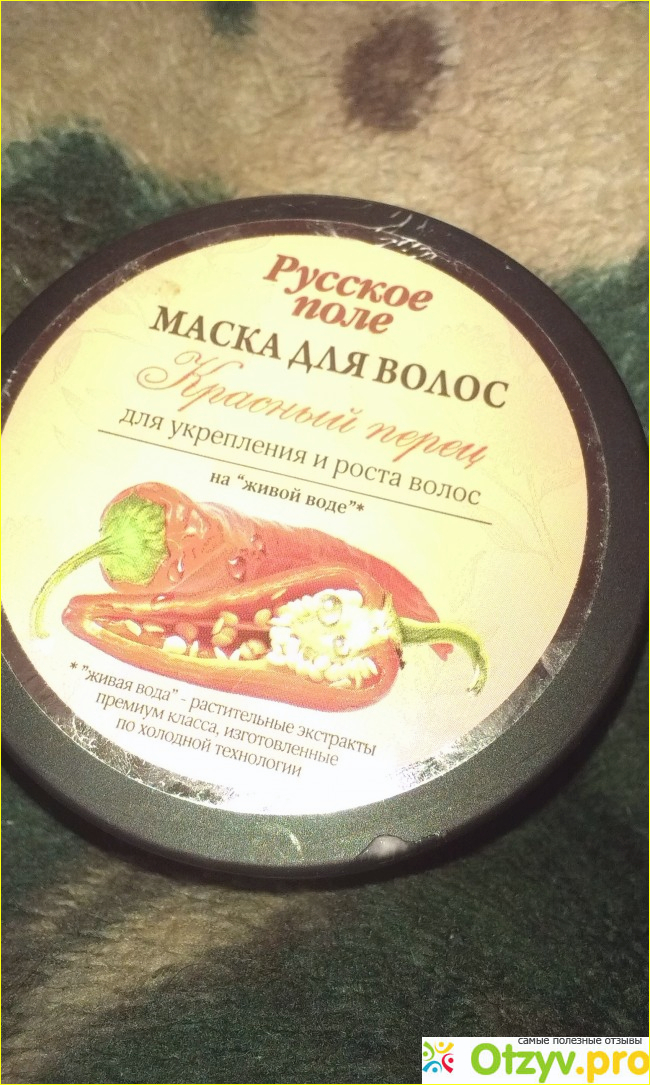 Русское
поле
МАСКА ДЛЯ ВОЛОС
Красный перец
для укрепления и роста волос
на "живой воде"*
* "живая вода" - растительные экстракты
премиум класса, изготовленные
по холодной технологии
самые полезные отзывы
Otzyv.pro